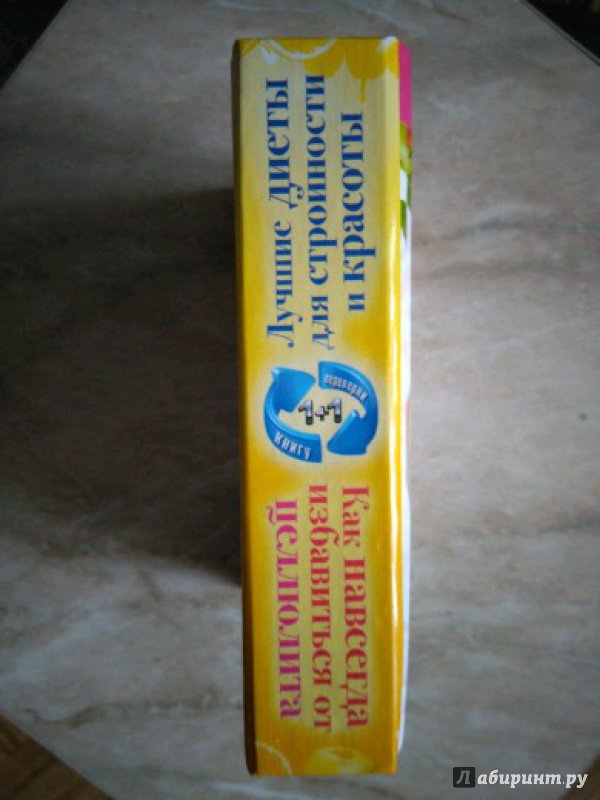 Лучшие диеты
для стройности
и красоты
переверни
1+1
книгу
Как навсегда
избавиться от
целлюлита
Лабиринт.ру